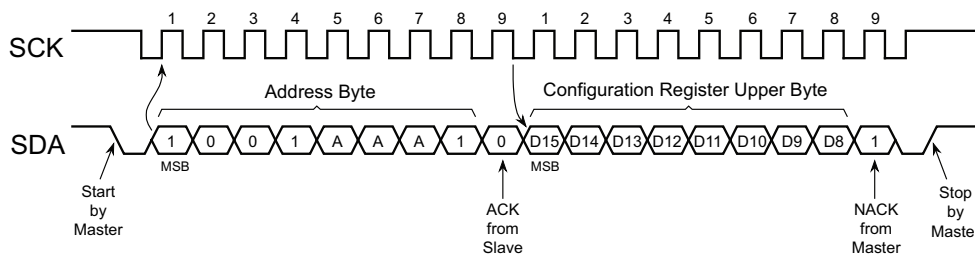 1 2 3 4 5 6 7 8 9 1 2 3 4 5 6 7 8 9
SCK
Address Byte
Configuration Register Upper Byte
SDA
1 0 0 1 A A A 1 0 D15 D14 D13 D12 D11 D10 D9 D8 1
MSB
MSB
Start
by
Master
ACK
from
Slave
NACK
from
Master
Stop
by
Maste